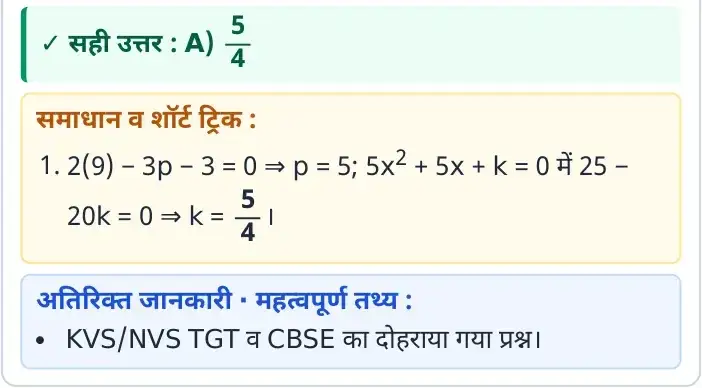 ✓ सही उत्तर : A) 5/4
समाधान व शॉर्ट ट्रिक :
1. 2(9) − 3p − 3 = 0 ⇒ p = 5; 5x² + 5x + k = 0 में 25 −
20k = 0 ⇒ k = 5/4 ।
अतिरिक्त जानकारी · महत्वपूर्ण तथ्य :
• KVS/NVS TGT व CBSE का दोहराया गया प्रश्न।